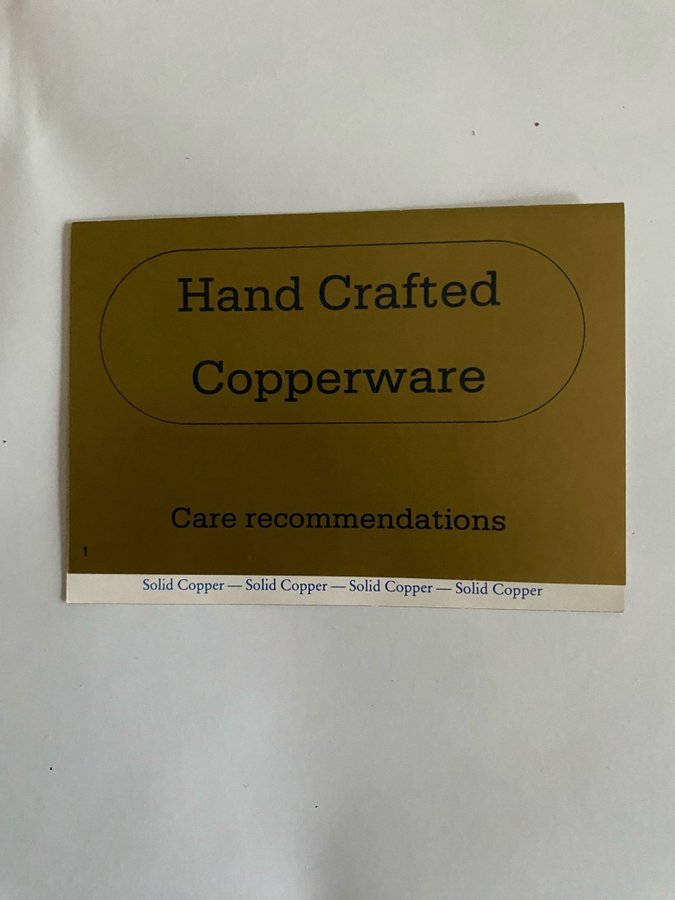 Hand Crafted
Copperware
Care recommendations
1
Solid Copper — Solid Copper — Solid Copper — Solid Copper